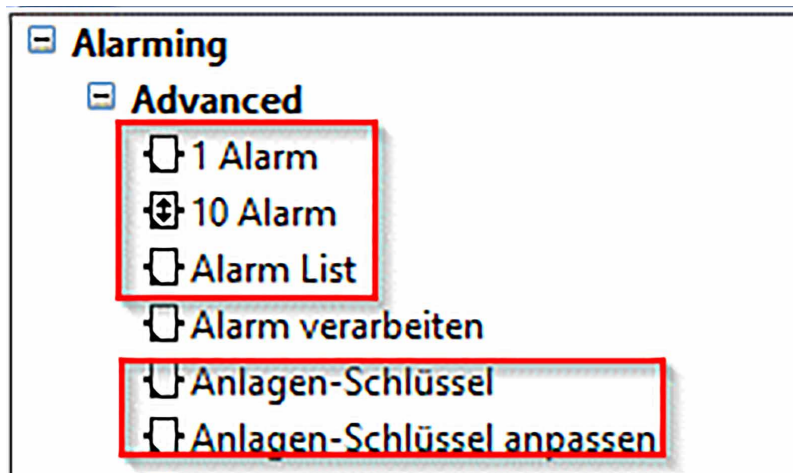 Alarming
Advanced
1 Alarm
10 Alarm
Alarm List
Alarm verarbeiten
Anlagen-Schlüssel
Anlagen-Schlüssel anpassen